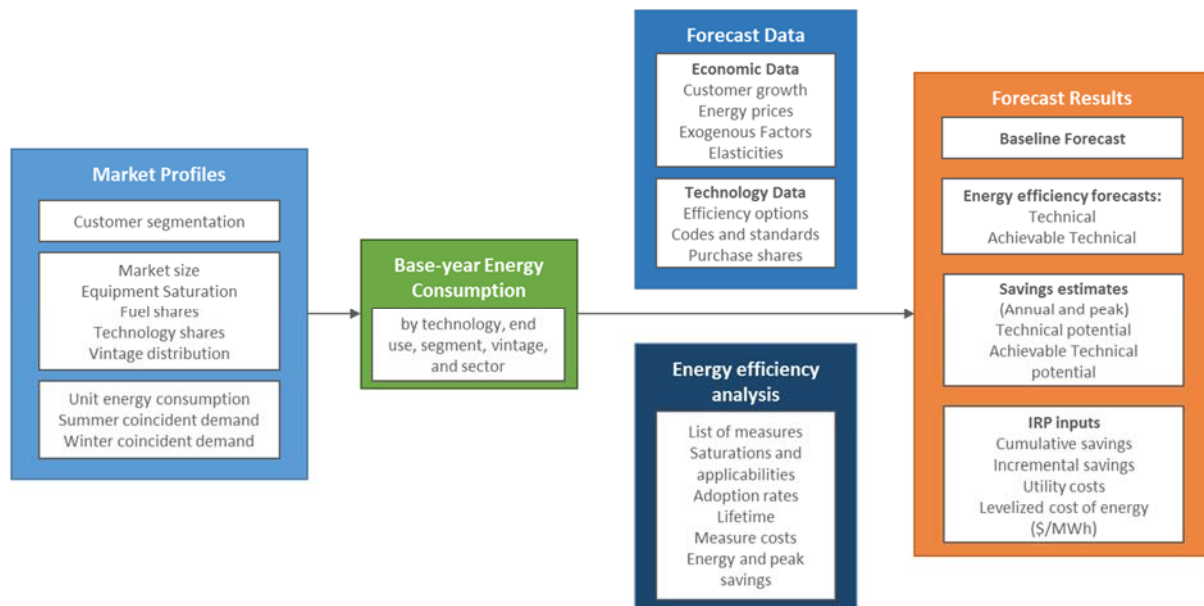 Market Profiles
Customer segmentation
Market size
Equipment Saturation
Fuel shares
Technology shares
Vintage distribution
Unit energy consumption
Summer coincident demand
Winter coincident demand
Base-year Energy
Consumption
by technology, end
use, segment, vintage,
and sector
Forecast Data
Economic Data
Customer growth
Energy prices
Exogenous Factors
Elasticities
Technology Data
Efficiency options
Codes and standards
Purchase shares
Energy efficiency
analysis
List of measures
Saturations and
applicabilities
Adoption rates
Lifetime
Measure costs
Energy and peak
savings
Forecast Results
Baseline Forecast
Energy efficiency forecasts:
Technical
Achievable Technical
Savings estimates
(Annual and peak)
Technical potential
Achievable Technical
potential
IRP inputs
Cumulative savings
Incremental savings
Utility costs
Levelized cost of energy
($/MWh)